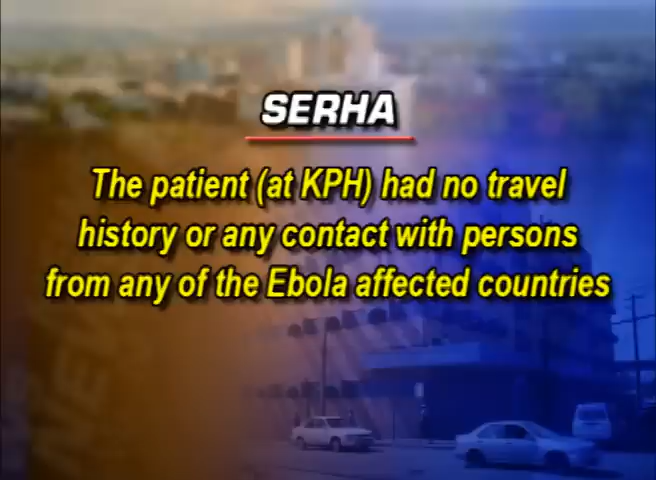 SERHA
The patient (at KPH) had no travel
history or any contact with persons
from any of the Ebola affected countries